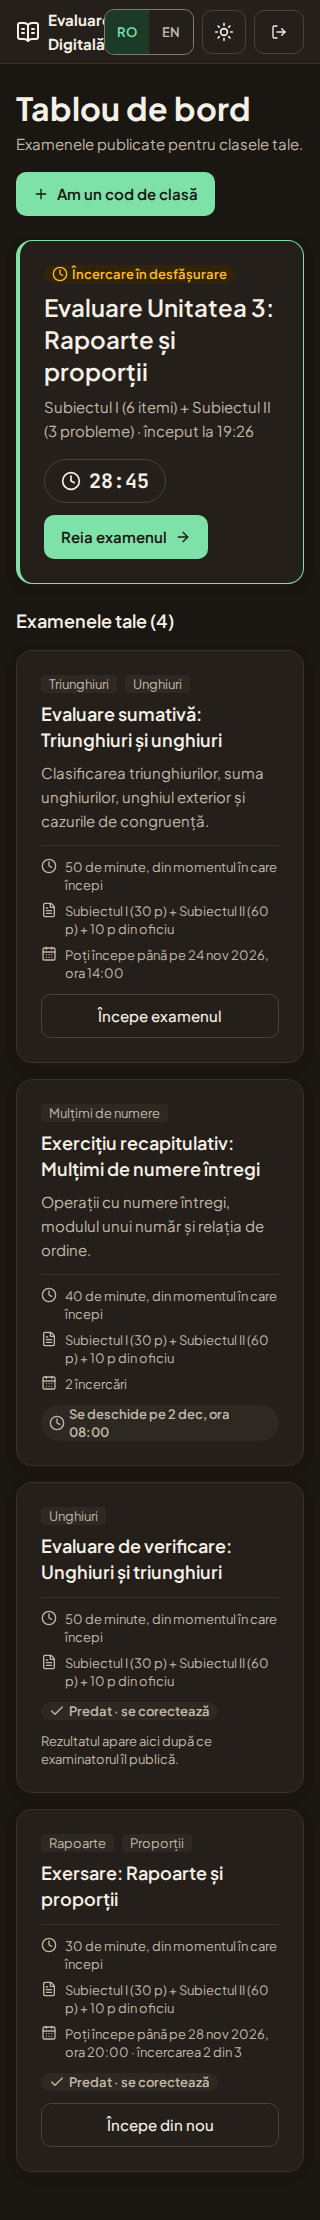 Evaluare
Digitală
RO
EN
Tablou de bord
Examenele publicate pentru clasele tale.
+ Am un cod de clasă
Încercare în desfășurare
Evaluare Unitatea 3:
Rapoarte și
proporții
Subiectul I (6 itemi) + Subiectul II
(3 probleme) · început la 19:26
28:45
Reia examenul →
Examenele tale (4)
Triunghiuri Unghiuri
Evaluare sumativă:
Triunghiuri și unghiuri
Clasificarea triunghiurilor, suma
unghiurilor, unghiul exterior și
cazurile de congruență.
50 de minute, din momentul în care
începi
Subiectul I (30 p) + Subiectul II (60
p) + 10 p din oficiu
Poți începe până pe 24 nov 2026,
ora 14:00
Începe examenul
Mulțimi de numere
Exercițiu recapitulativ:
Mulțimi de numere întregi
Operații cu numere întregi,
modulul unui număr și relația de
ordine.
40 de minute, din momentul în care
începi
Subiectul I (30 p) + Subiectul II (60
p) + 10 p din oficiu
2 încercări
Se deschide pe 2 dec, ora
08:00
Unghiuri
Evaluare de verificare:
Unghiuri și triunghiuri
50 de minute, din momentul în care
începi
Subiectul I (30 p) + Subiectul II (60
p) + 10 p din oficiu
Predat · se corectează
Rezultatul apare aici după ce
examinatorul îl publică.
Rapoarte Proporții
Exersare: Rapoarte și
proporții
30 de minute, din momentul în care
începi
Subiectul I (30 p) + Subiectul II (60
p) + 10 p din oficiu
Poți începe până pe 28 nov 2026,
ora 20:00 · încercarea 2 din 3
Predat · se corectează
Începe din nou